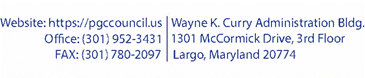 Website: https://pgccouncil.us | Wayne K. Curry Administration Bldg.
Office: (301) 952-3431 | 1301 McCormick Drive, 3rd Floor
FAX: (301) 780-2097 | Largo, Maryland 20774